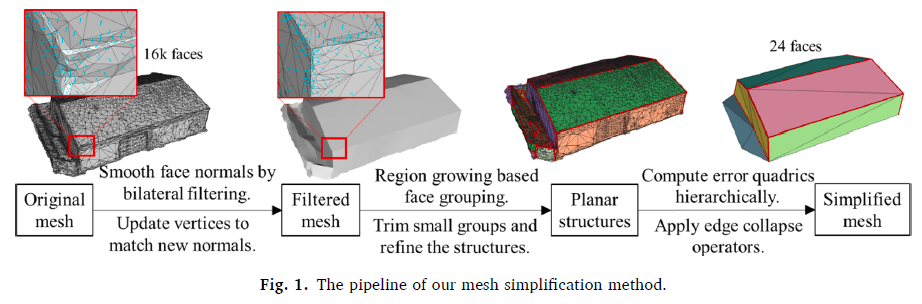 16k faces
24 faces
Smooth face normals by
bilateral filtering.
Region growing based
face grouping.
Compute error quadrics
hierarchically.
Original
mesh
Filtered
mesh
Planar
structures
Simplified
mesh
Update vertices to
match new normals.
Trim small groups and
refine the structures.
Apply edge collapse
operators.
Fig. 1. The pipeline of our mesh simplification method.